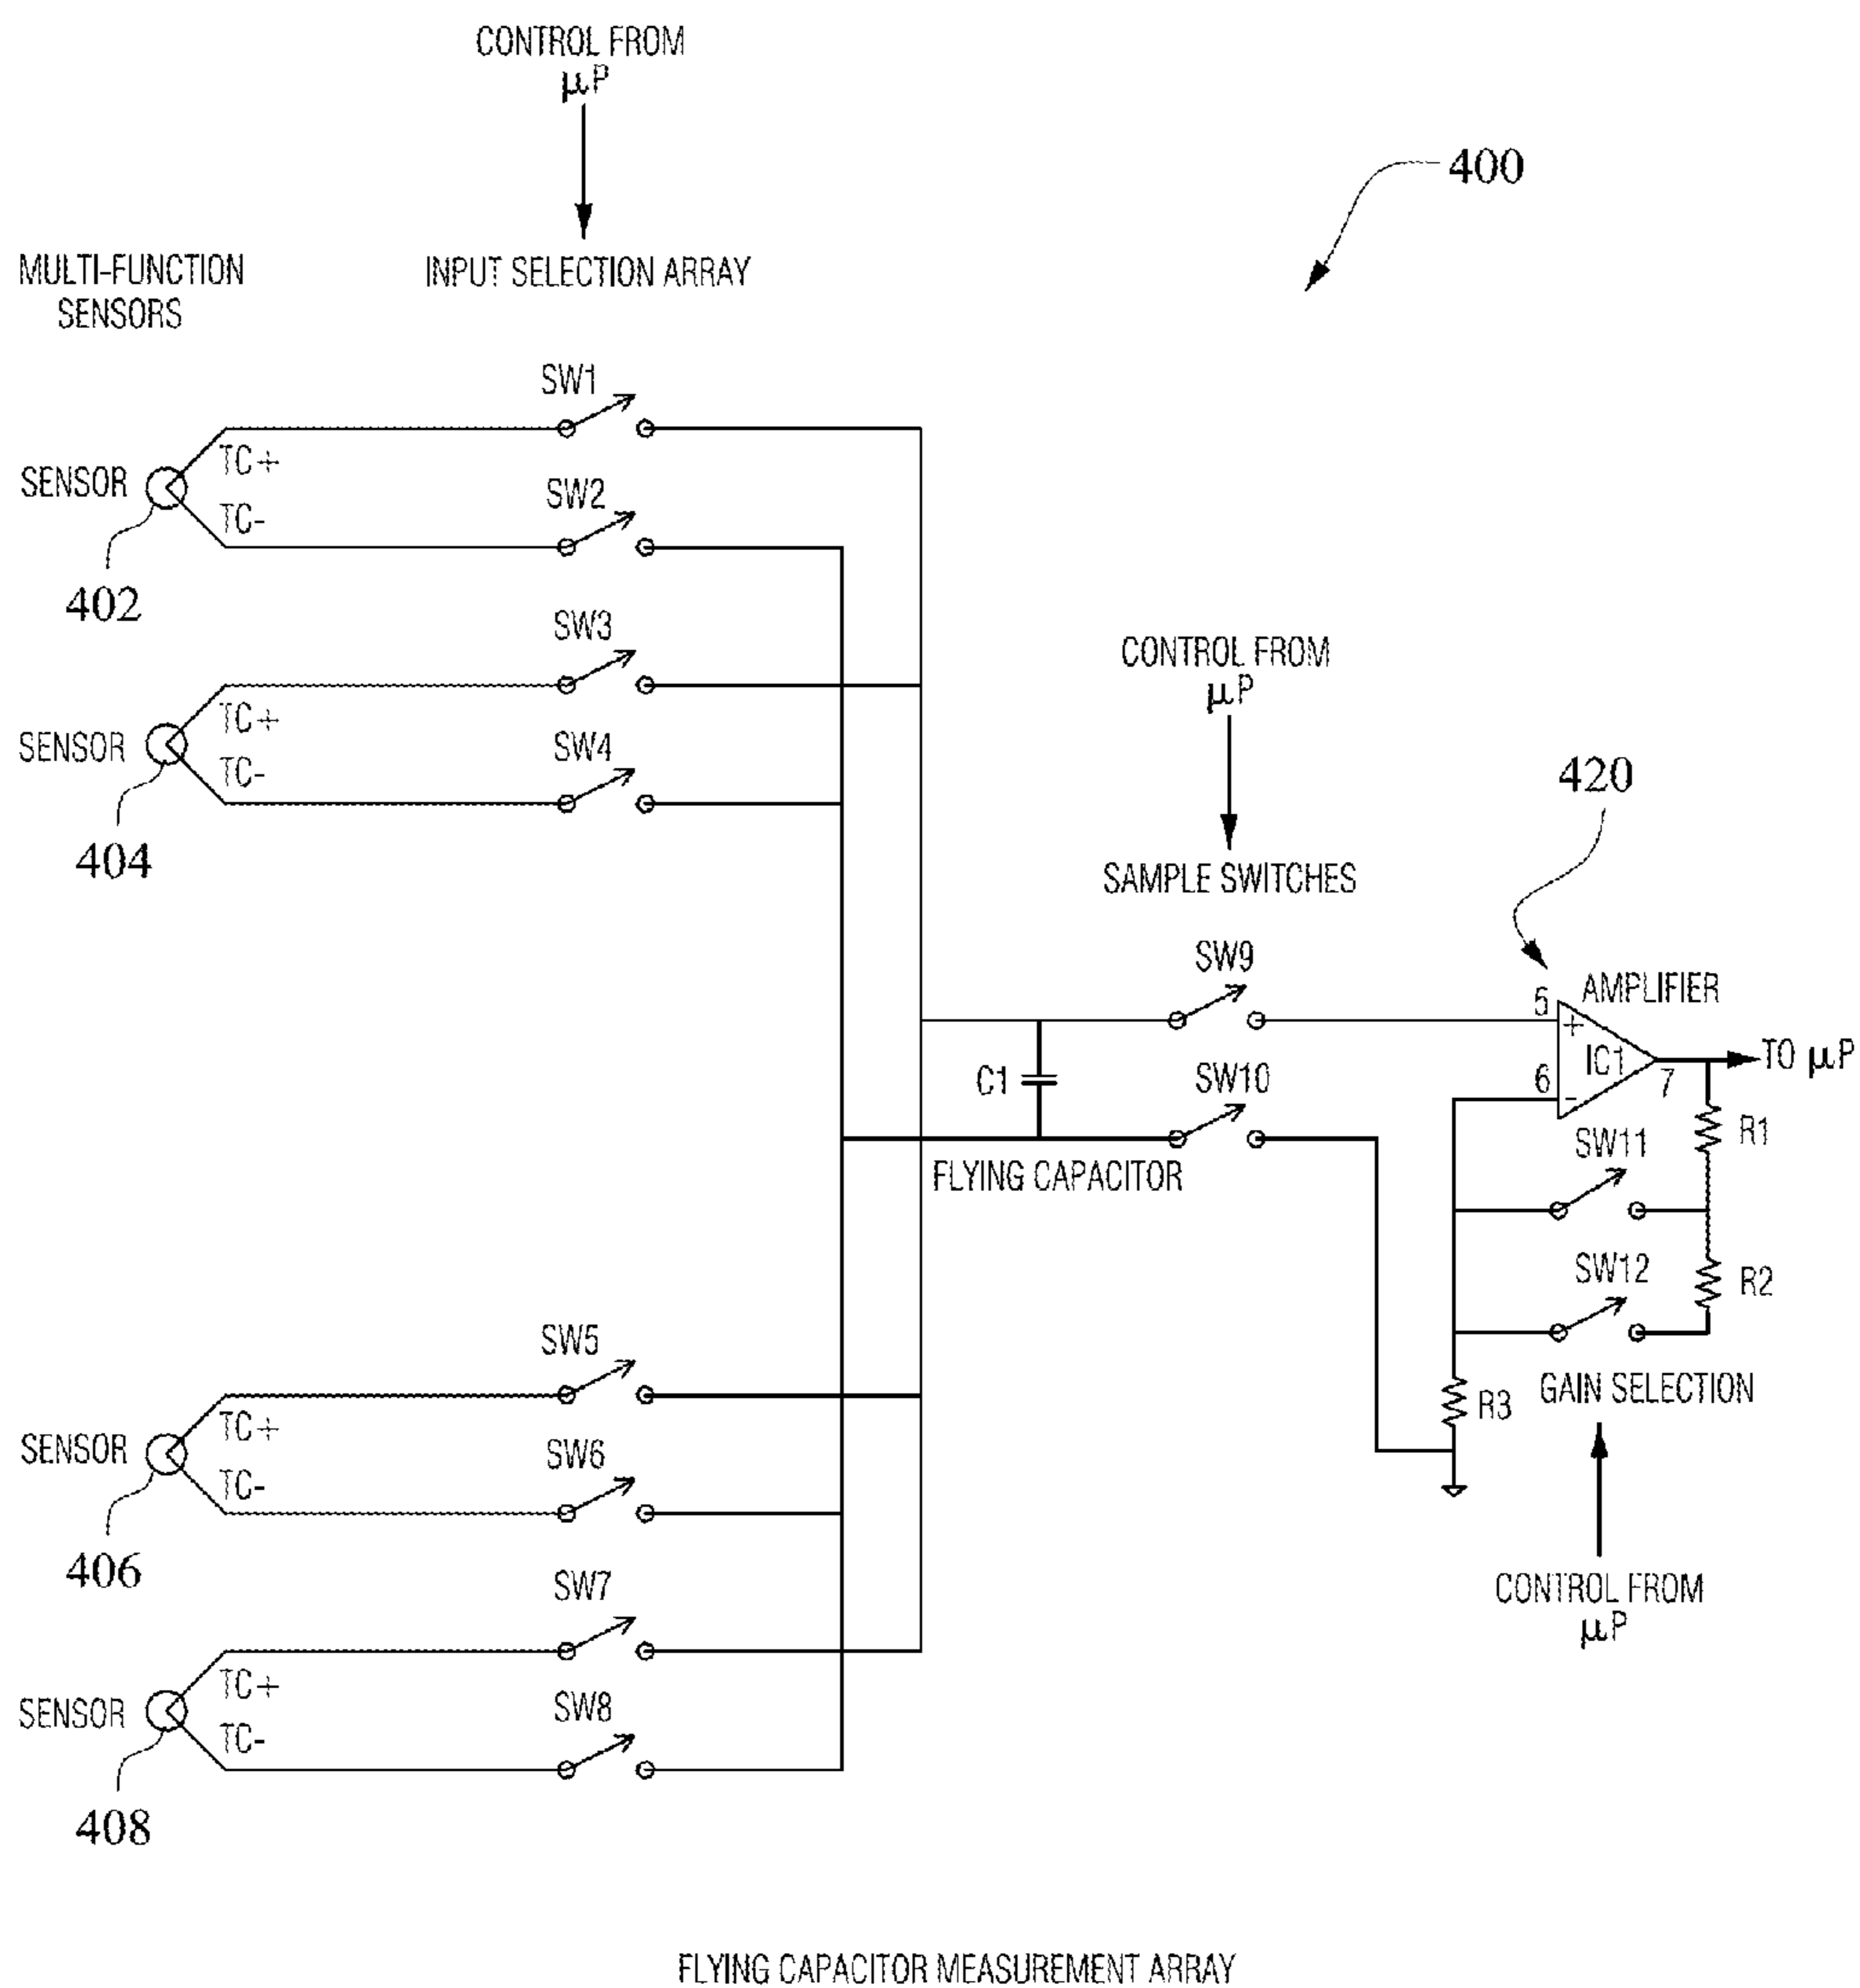 CONTROL FROM
µP
400
MULTI-FUNCTION
SENSORS
INPUT SELECTION ARRAY
SW1
TC+
SENSOR
SW2
TC-
402
SW3
TC+
SENSOR
SW4
TC-
404
CONTROL FROM
µP
420
SAMPLE SWITCHES
SW9
5
AMPLIFIER
+
IC1
TO µP
C1
SW10
6
-
7
R1
FLYING CAPACITOR
SW11
SW12
R2
SW5
TC+
SENSOR
SW6
TC-
R3
GAIN SELECTION
406
SW7
CONTROL FROM
µP
TC+
SENSOR
SW8
TC-
408
FLYING CAPACITOR MEASUREMENT ARRAY